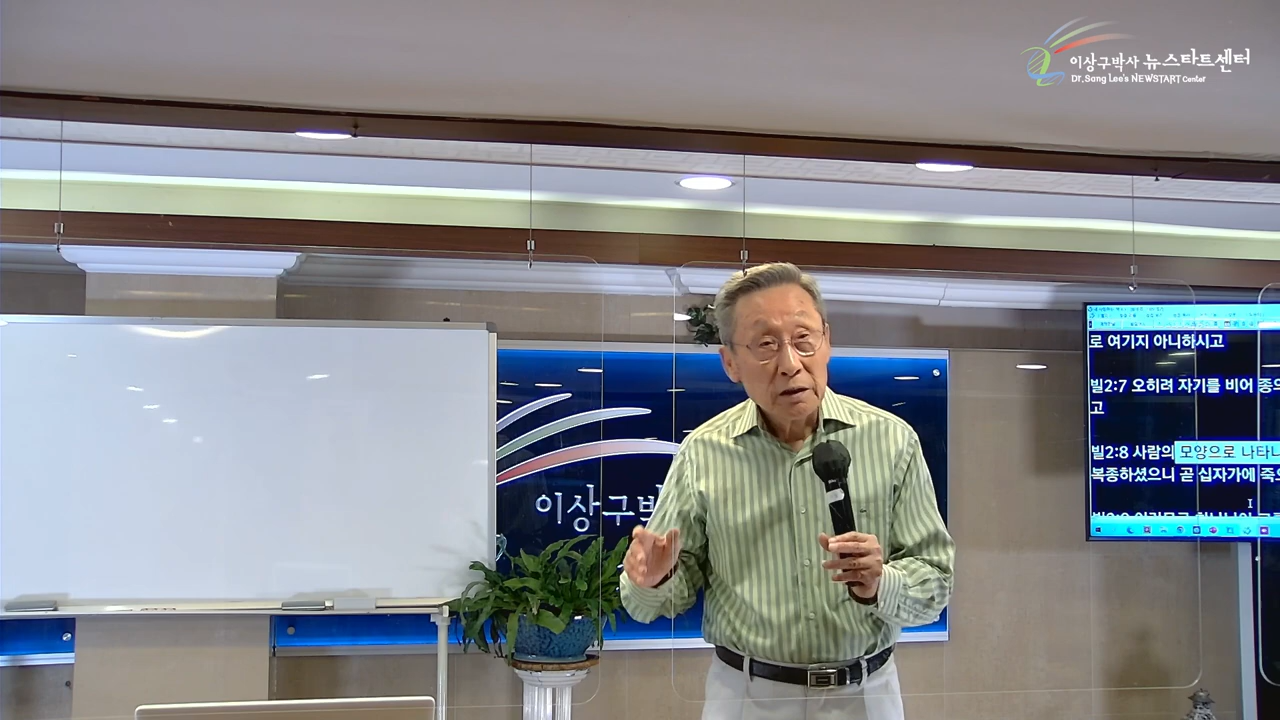 이상구박사 뉴스타트센터
Dr. Sang Lee's NEWSTART Center
로 여기지 아니하시고
빌2:7 오히려 자기를 비어 종으
고
빌2:8 사람의 모양으로 나타나
복종하셨으니 곧 십자가에 죽으
이상구박